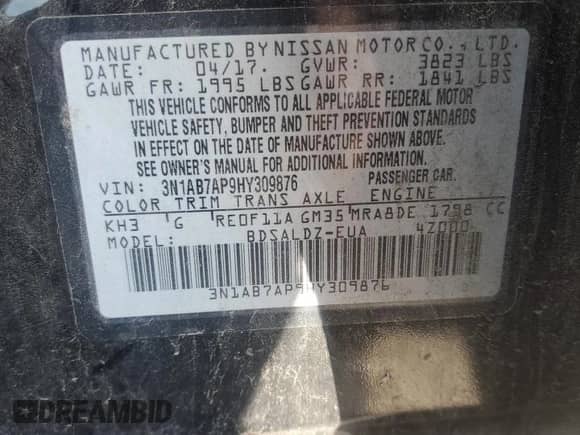 MANUFACTURED BY NISSAN MOTOR CO., LTD.
DATE: 04/17. GVWR: 3823 LBS
GAWR FR: 1995 LBS GAWR RR: 1841 LBS
THIS VEHICLE CONFORMS TO ALL APPLICABLE FEDERAL MOTOR
VEHICLE SAFETY, BUMPER AND THEFT PREVENTION STANDARDS
IN EFFECT ON THE DATE OF MANUFACTURE SHOWN ABOVE.
SEE OWNER'S MANUAL FOR ADDITIONAL INFORMATION.
VIN: 3N1AB7AP9HY309876 PASSENGER CAR.
COLOR TRIM TRANS AXLE ENGINE
KH3 G RE0F11A GM35 MRA8DE 1798 CC
MODEL: BDSALDZ-EUA 4Z000
3N1AB7AP9HY309876
DREAMBID